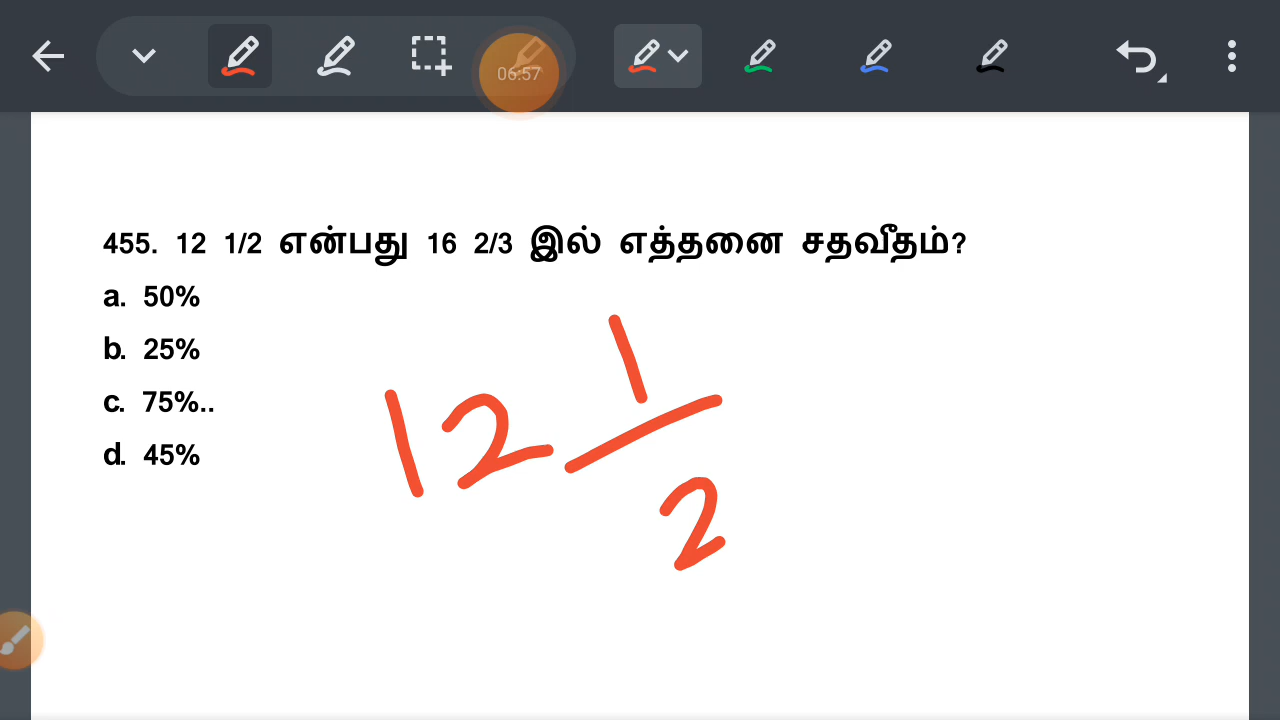 06:57
455. 12 1/2 என்பது 16 2/3 இல் எத்தனை சதவீதம்?
a. 50%
b. 25%
c. 75%..
d. 45%
12 1/2